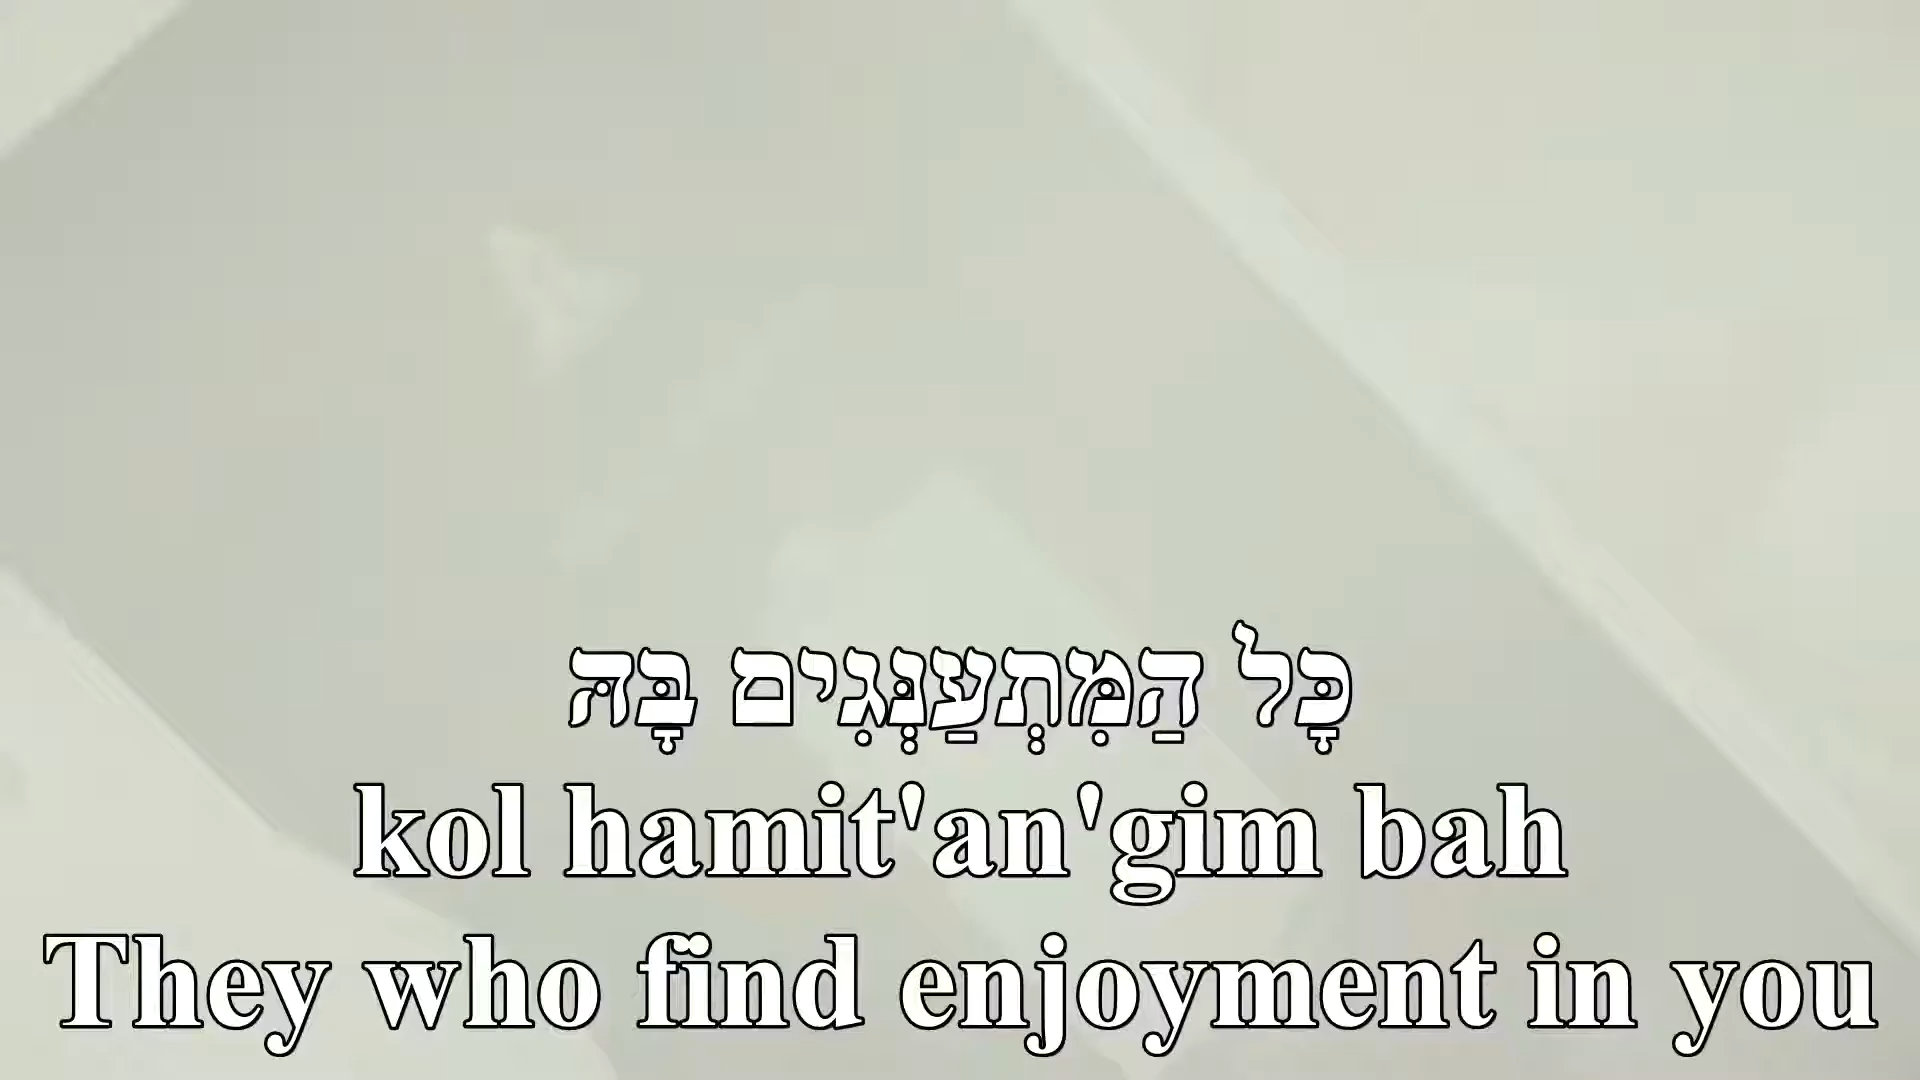 כָּל הַמִּתְעַנְּגִים בָּהּ
kol hamit'an'gim bah
They who find enjoyment in you